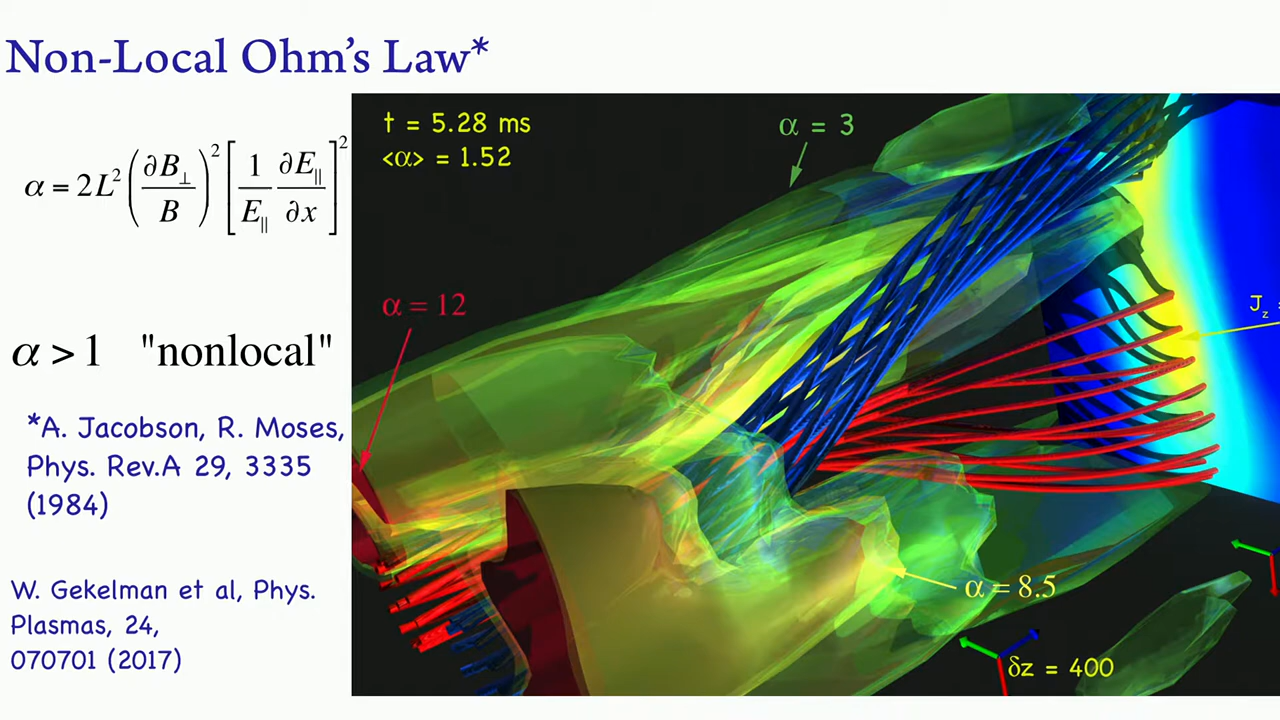 Non-Local Ohm's Law*
α = 2L² (∂B⊥/B)² [1/E∥ ∂E∥/∂x]²
α > 1 "nonlocal"
*A. Jacobson, R. Moses,
Phys. Rev.A 29, 3335
(1984)
W. Gekelman et al, Phys.
Plasmas, 24,
070701 (2017)
t = 5.28 ms
<α> = 1.52
α = 3
α = 12
J_z
α = 8.5
δz = 400